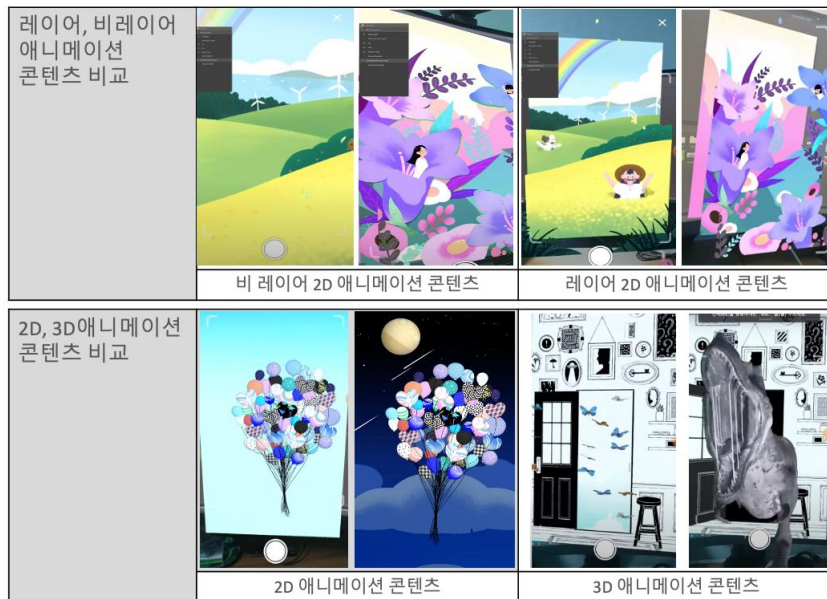 레이어, 비레이어
애니메이션
콘텐츠 비교
비 레이어 2D 애니메이션 콘텐츠
레이어 2D 애니메이션 콘텐츠
2D, 3D애니메이션
콘텐츠 비교
2D 애니메이션 콘텐츠
3D 애니메이션 콘텐츠